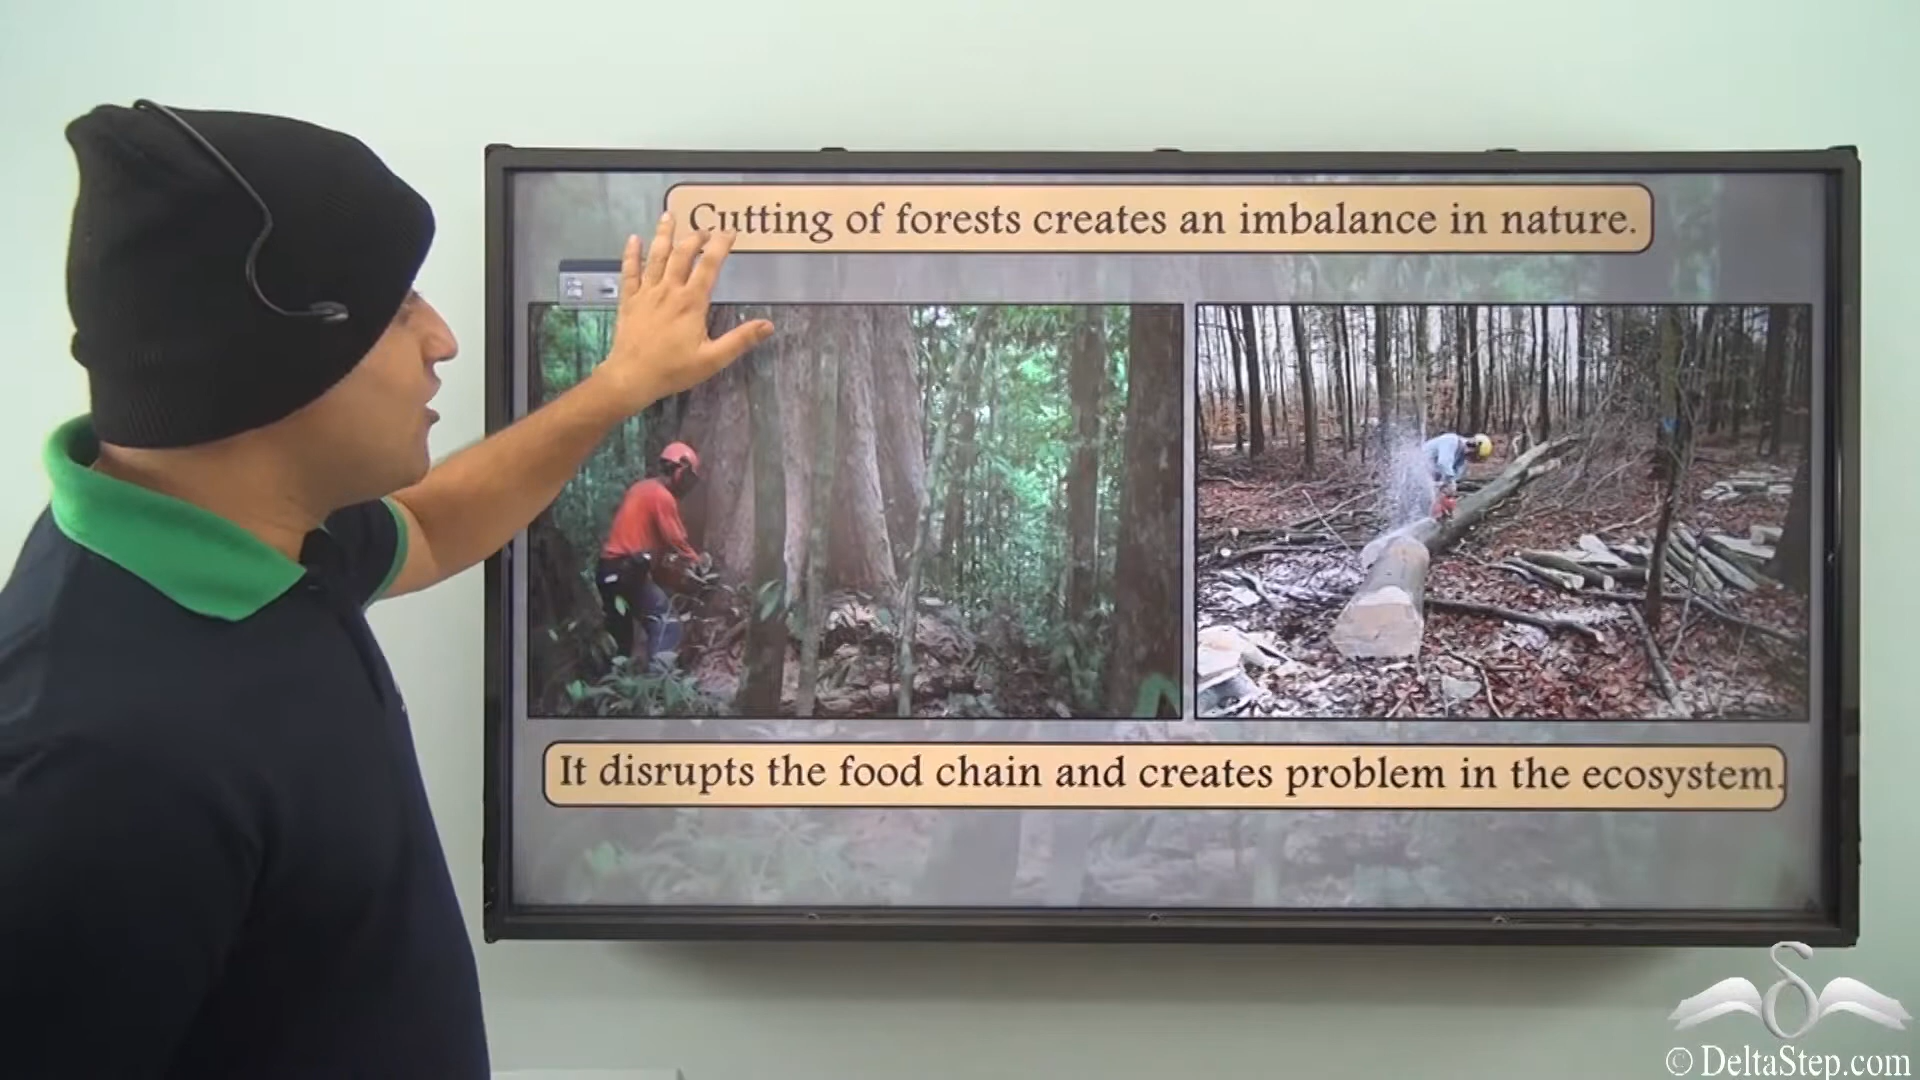 Cutting of forests creates an imbalance in nature.
It disrupts the food chain and creates problem in the ecosystem.
© DeltaStep.com